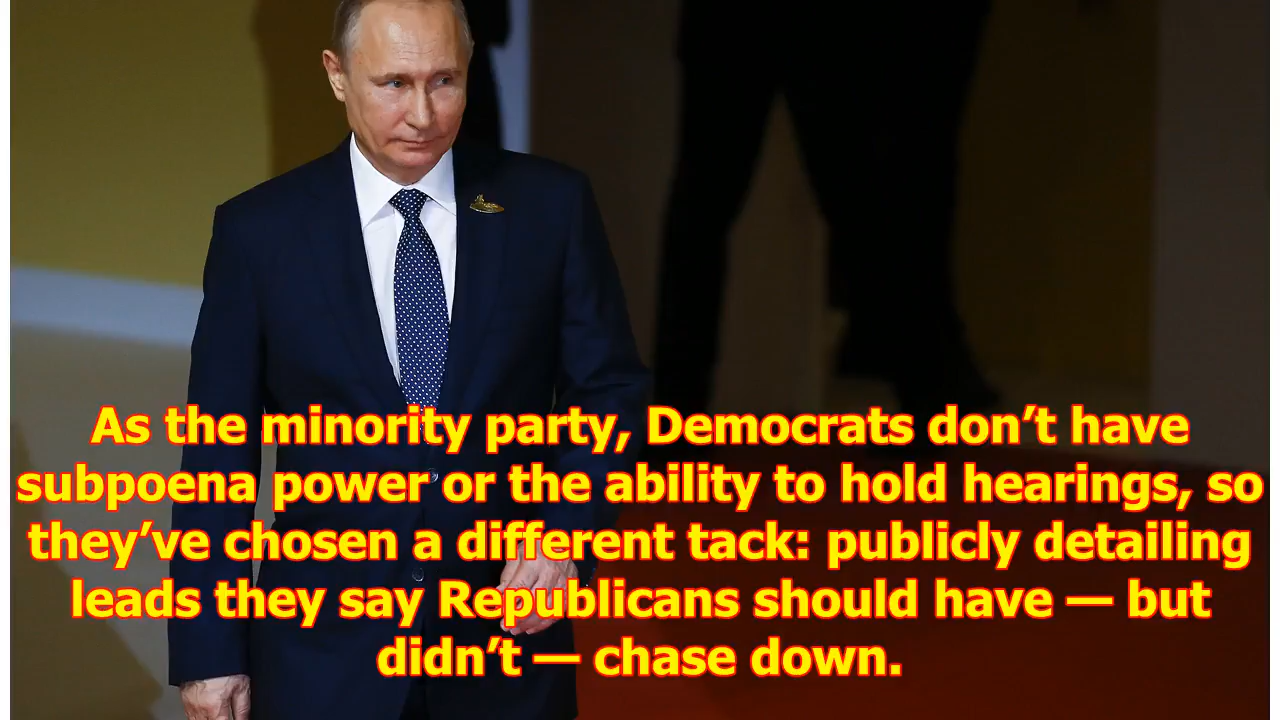 As the minority party, Democrats don’t have
subpoena power or the ability to hold hearings, so
they’ve chosen a different tack: publicly detailing
leads they say Republicans should have — but
didn’t — chase down.